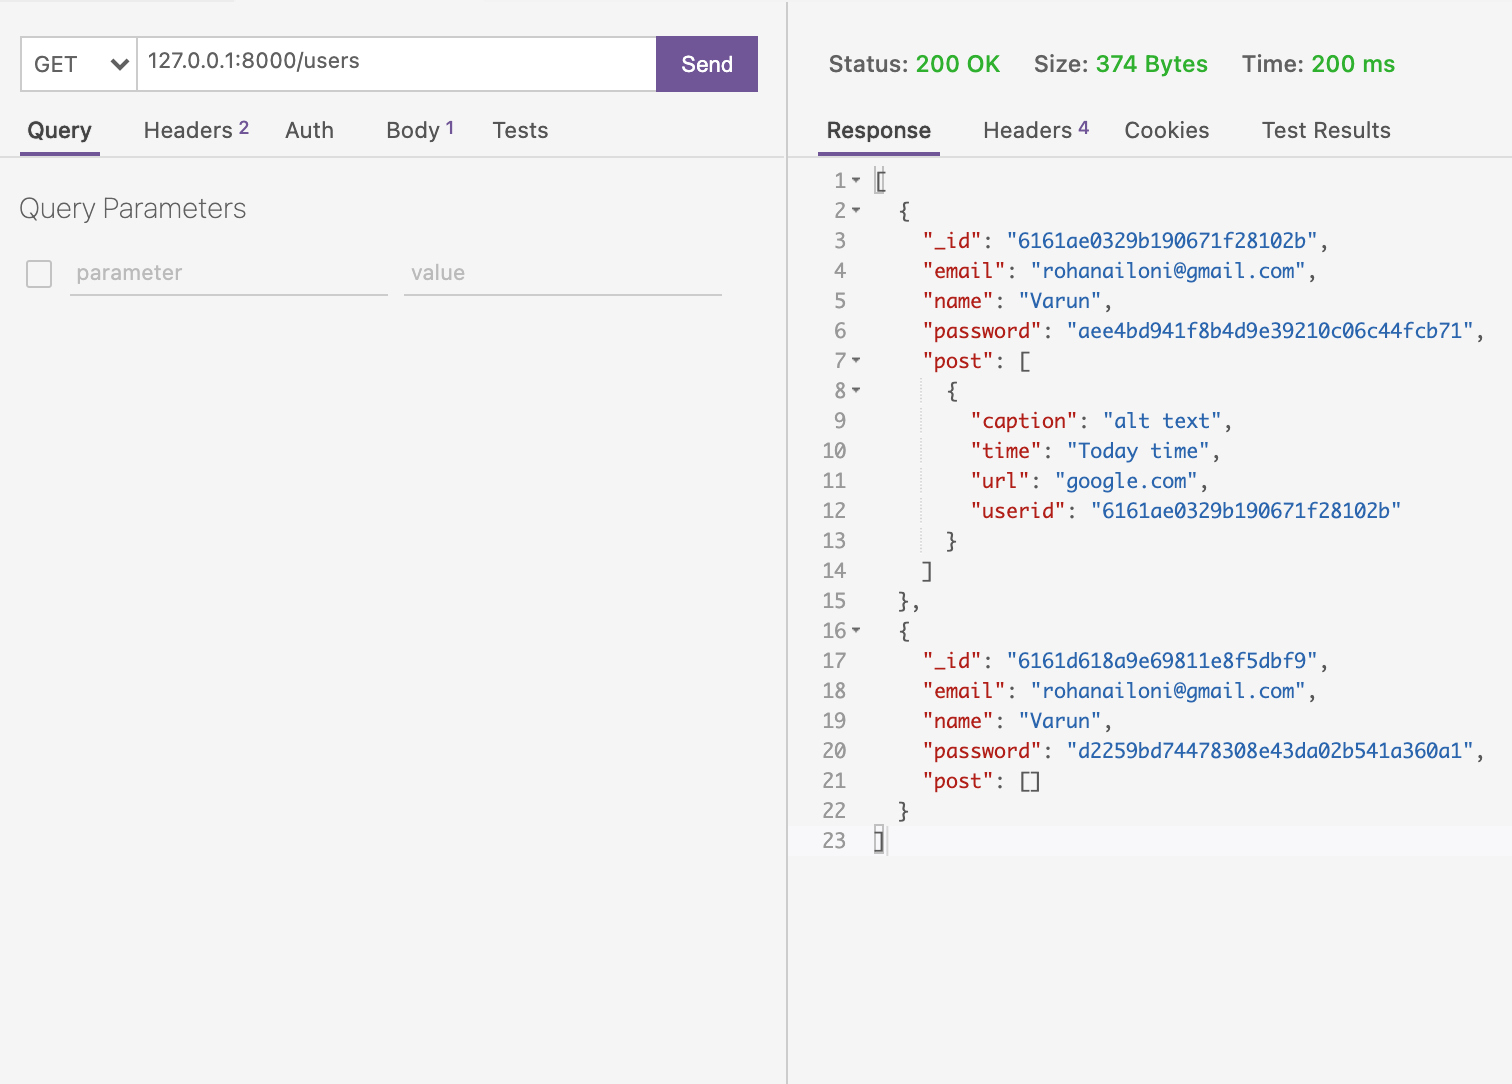 GET
127.0.0.1:8000/users
Send
Query
Headers 2
Auth
Body 1
Tests
Query Parameters
parameter
value
Status: 200 OK
Size: 374 Bytes
Time: 200 ms
Response
Headers 4
Cookies
Test Results
1 [
2 {
3 "_id": "6161ae0329b190671f28102b",
4 "email": "rohanailoni@gmail.com",
5 "name": "Varun",
6 "password": "aee4bd941f8b4d9e39210c06c44fcb71",
7 "post": [
8 {
9 "caption": "alt text",
10 "time": "Today time",
11 "url": "google.com",
12 "userid": "6161ae0329b190671f28102b"
13 }
14 ]
15 },
16 {
17 "_id": "6161d618a9e69811e8f5dbf9",
18 "email": "rohanailoni@gmail.com",
19 "name": "Varun",
20 "password": "d2259bd74478308e43da02b541a360a1",
21 "post": []
22 }
23 ]